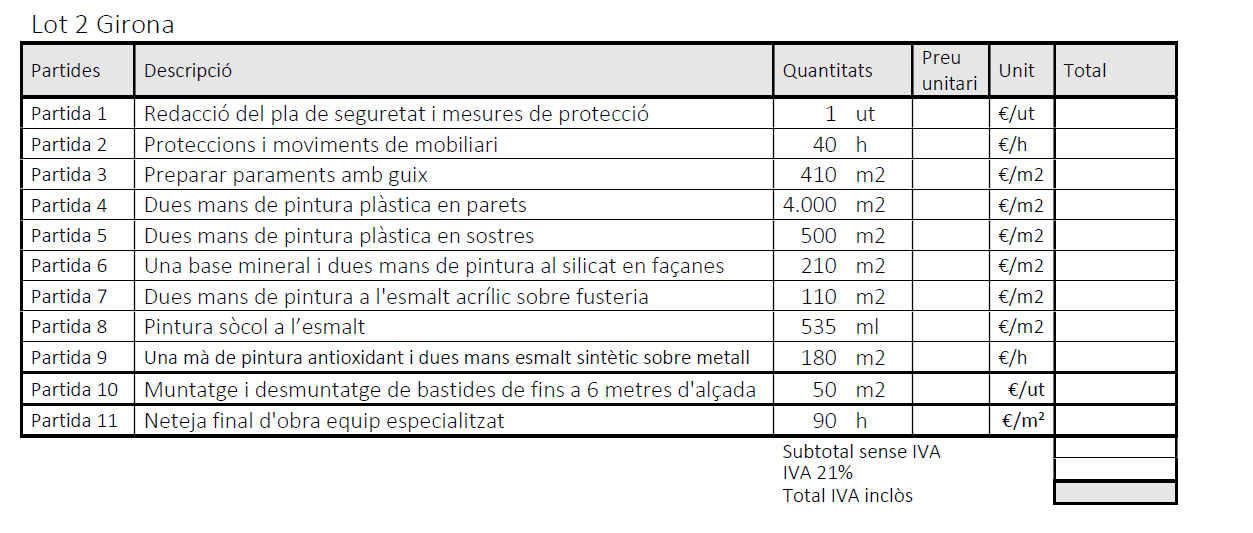 Lot 2 Girona
Partides Descripció Quantitats Preu unitari Unit Total
Partida 1 Redacció del pla de seguretat i mesures de protecció 1 ut €/ut
Partida 2 Proteccions i moviments de mobiliari 40 h €/h
Partida 3 Preparar paraments amb guix 410 m2 €/m2
Partida 4 Dues mans de pintura plàstica en parets 4.000 m2 €/m2
Partida 5 Dues mans de pintura plàstica en sostres 500 m2 €/m2
Partida 6 Una base mineral i dues mans de pintura al silicat en façanes 210 m2 €/m2
Partida 7 Dues mans de pintura a l'esmalt acrílic sobre fusteria 110 m2 €/m2
Partida 8 Pintura sòcol a l’esmalt 535 ml €/m2
Partida 9 Una mà de pintura antioxidant i dues mans esmalt sintètic sobre metall 180 m2 €/h
Partida 10 Muntatge i desmuntatge de bastides de fins a 6 metres d'alçada 50 m2 €/ut
Partida 11 Neteja final d'obra equip especialitzat 90 h €/m²
Subtotal sense IVA
IVA 21%
Total IVA inclòs